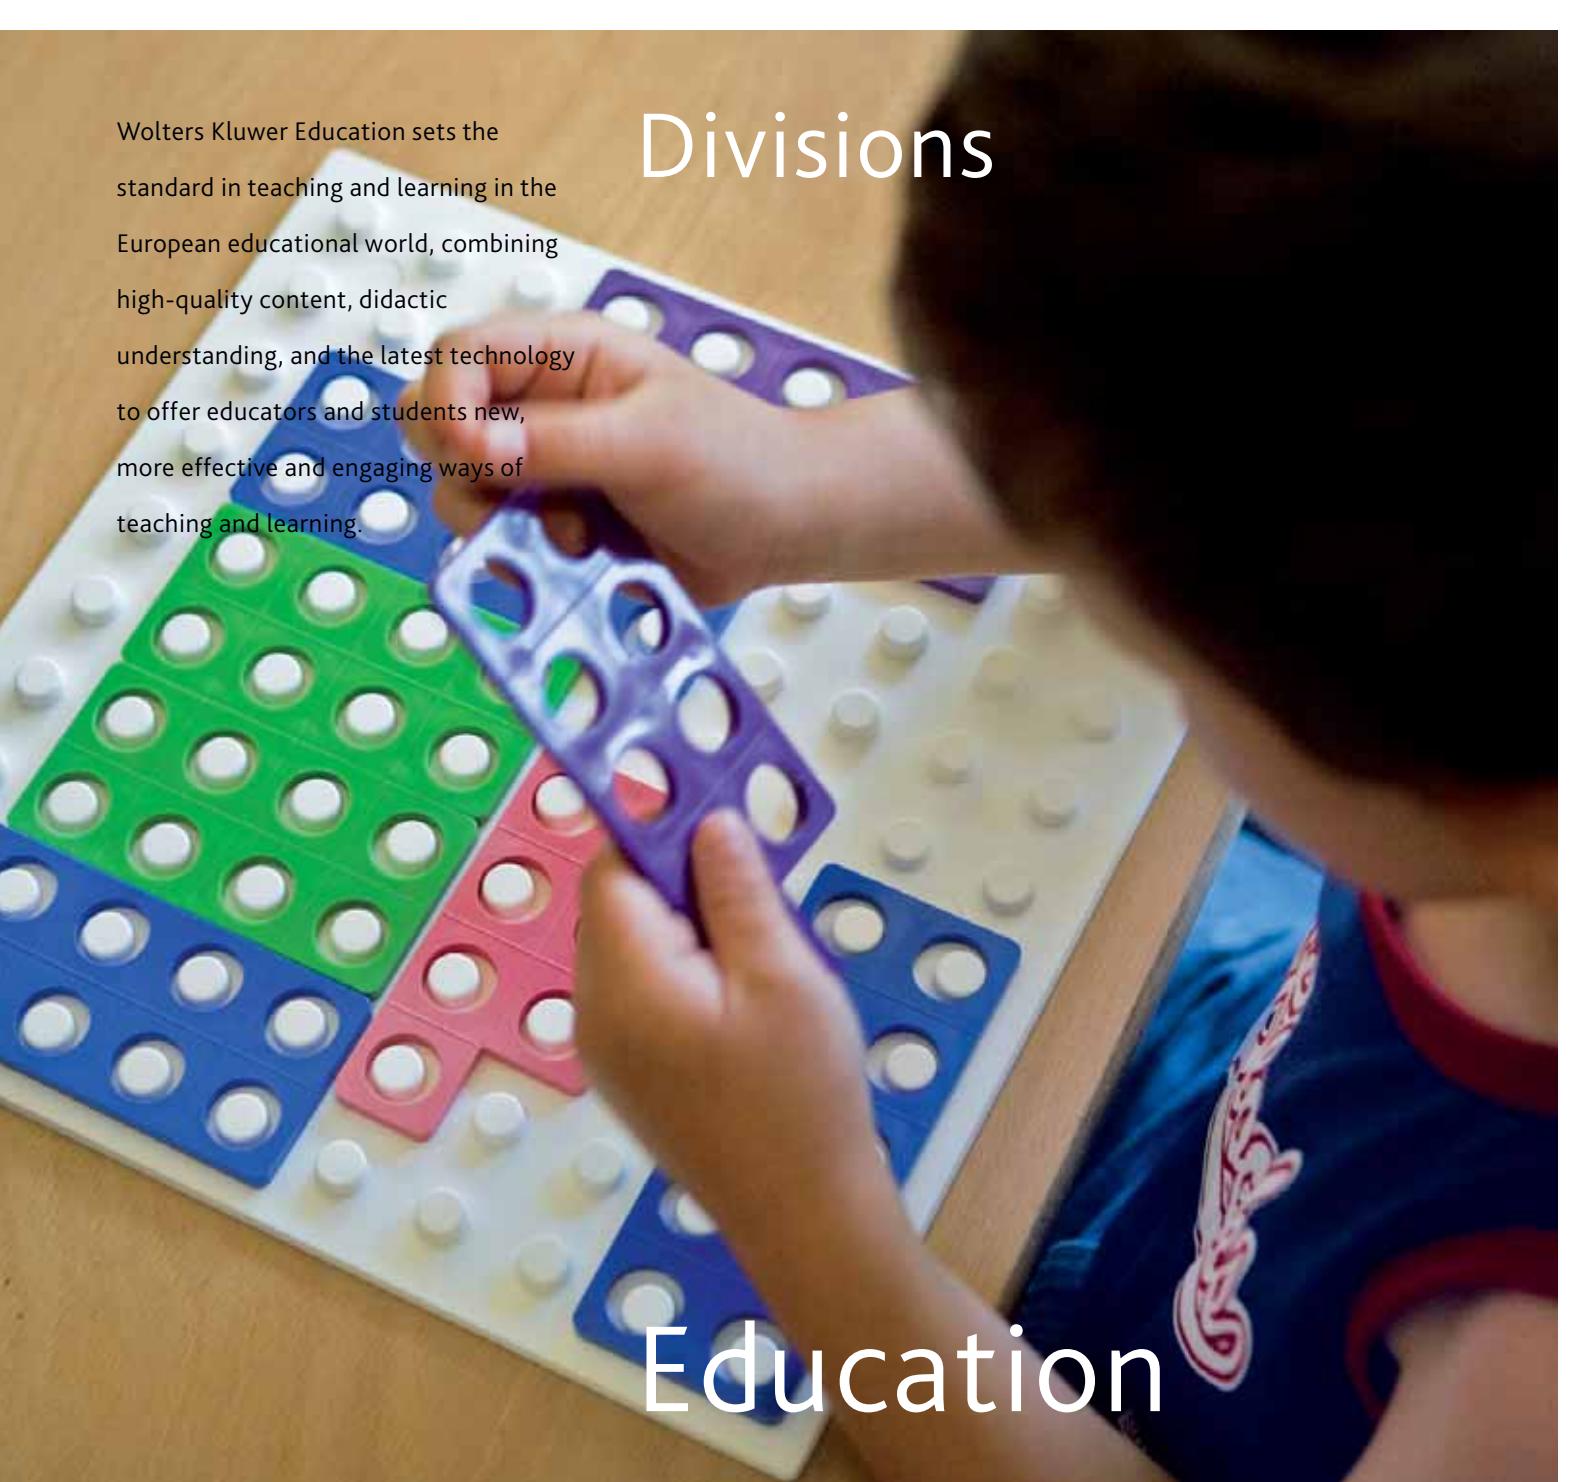 Wolters Kluwer Education sets the
standard in teaching and learning in the
European educational world, combining
high-quality content, didactic
understanding, and the latest technology
to offer educators and students new,
more effective and engaging ways of
teaching and learning.
Divisions
Education